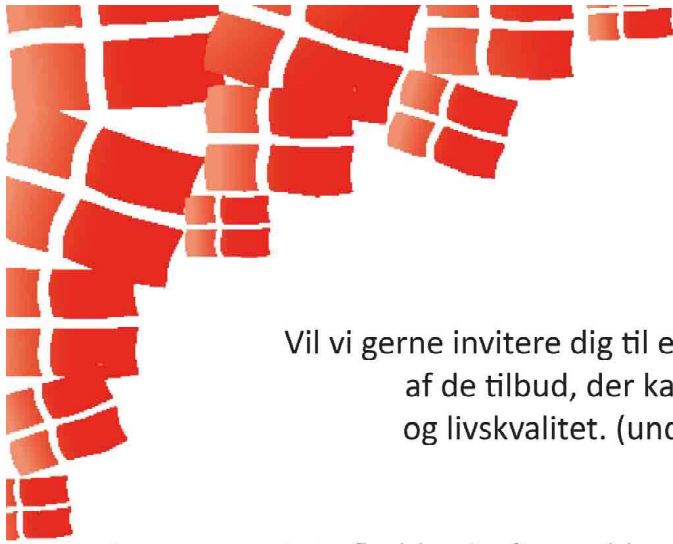 Vil vi gerne invitere dig til e
af de tilbud, der ka
og livskvalitet. (und